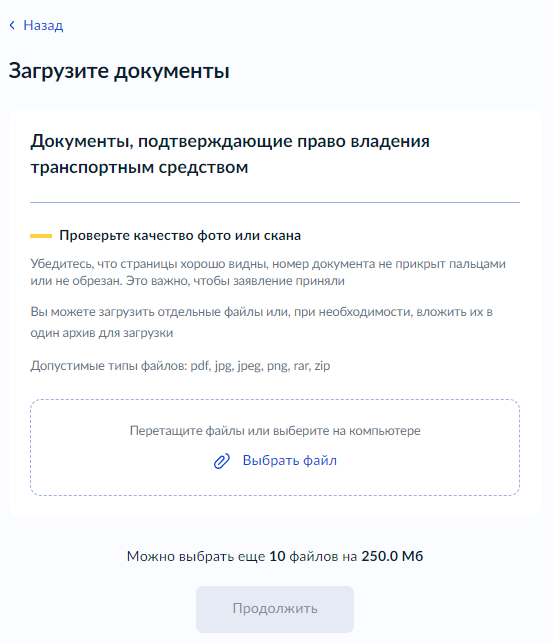 Назад
Загрузите документы
Документы, подтверждающие право владения
транспортным средством
Проверьте качество фото или скана
Убедитесь, что страницы хорошо видны, номер документа не прикрыт пальцами
или не обрезан. Это важно, чтобы заявление приняли
Вы можете загрузить отдельные файлы или, при необходимости, вложить их в
один архив для загрузки
Допустимые типы файлов: pdf, jpg, jpeg, png, rar, zip
Перетащите файлы или выберите на компьютере
Выбрать файл
Можно выбрать еще 10 файлов на 250.0 Мб
Продолжить